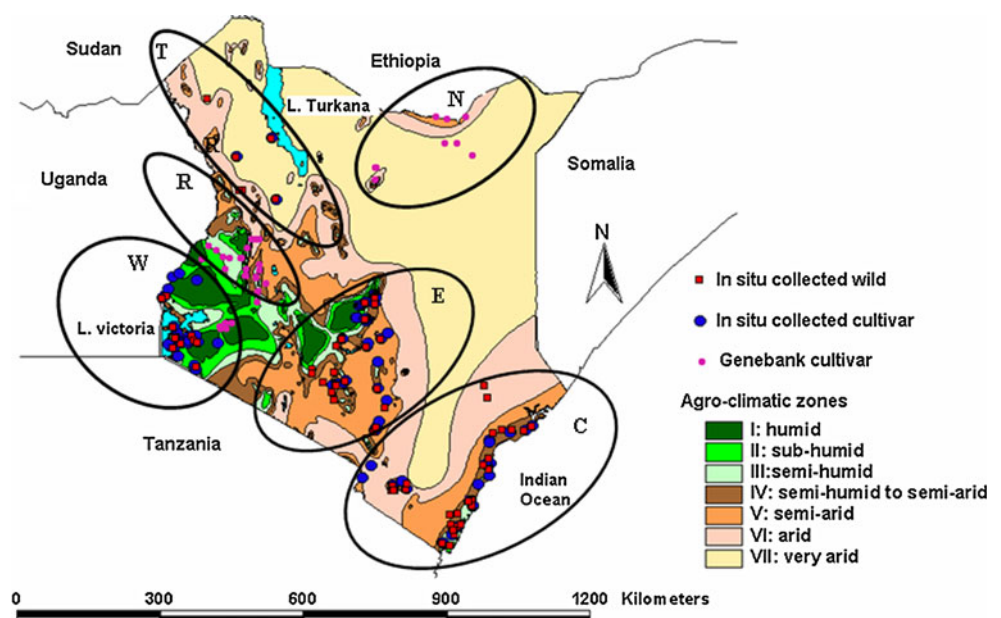 Sudan
T
Ethiopia
L. Turkana
N
Somalia
Uganda
R
R
N
W
E
In situ collected wild
In situ collected cultivar
L. victoria
Genebank cultivar
Agro-climatic zones
C
I: humid
Tanzania
II: sub-humid
III:semi-humid
Indian
Ocean
IV: semi-humid to semi-arid
V: semi-arid
VI: arid
VII: very arid
0 300 600 900 1200 Kilometers